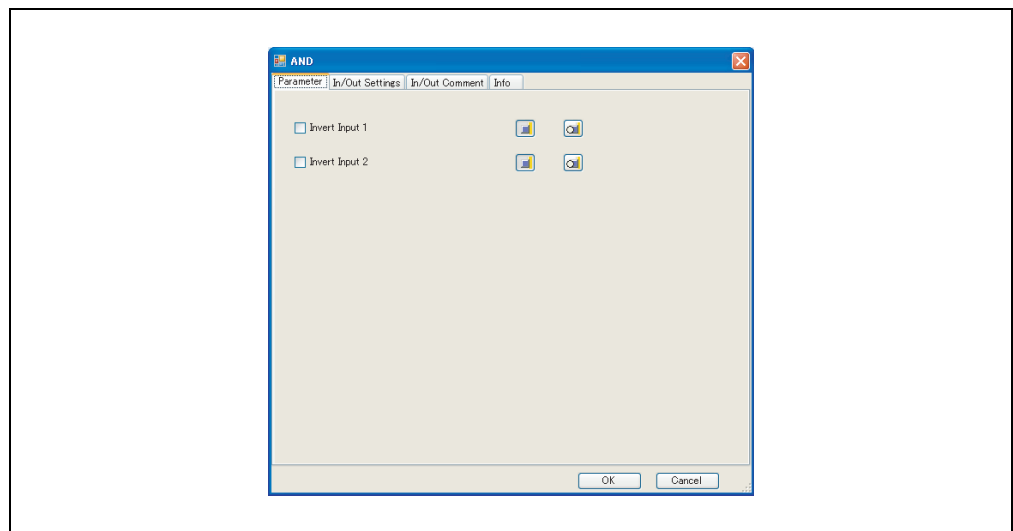 AND
Parameter In/Out Settings In/Out Comment Info
Invert Input 1
Invert Input 2
OK Cancel